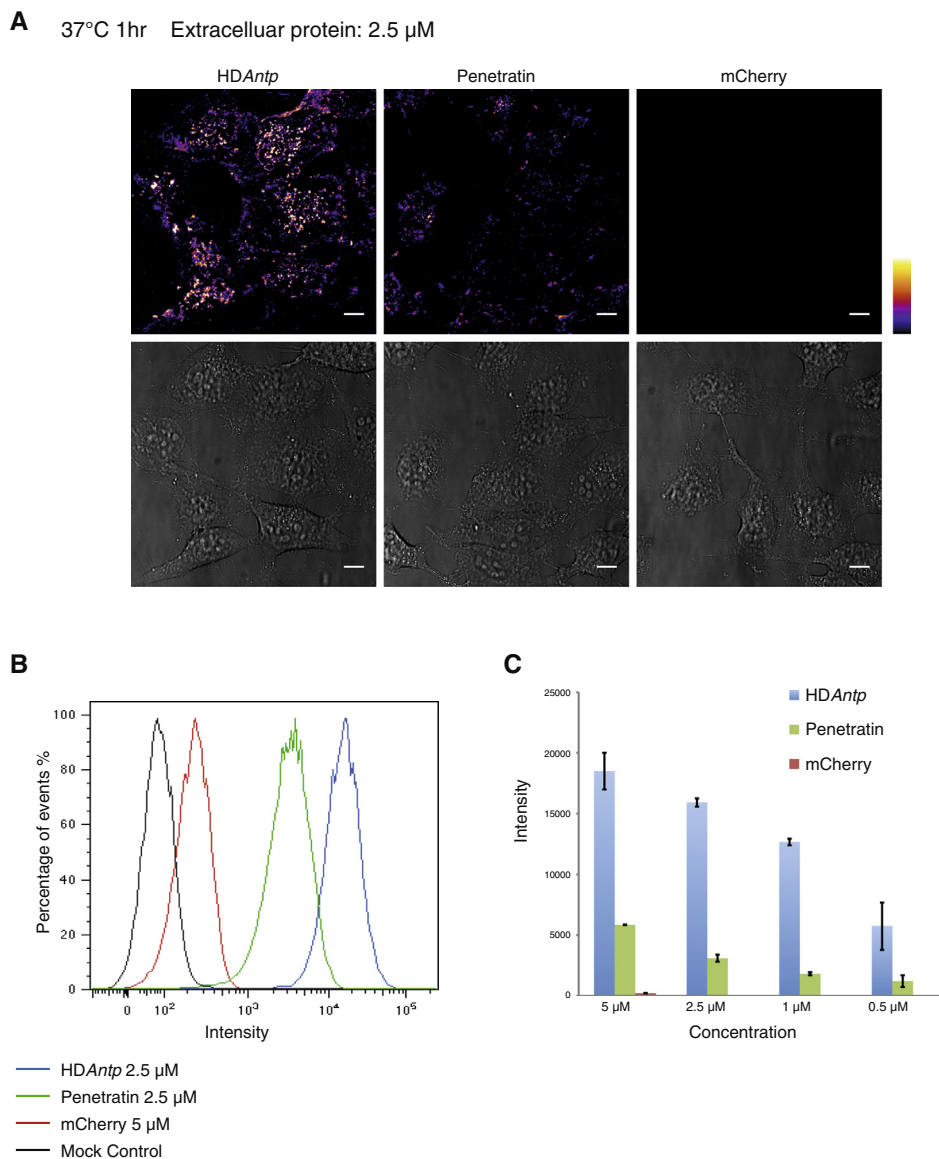 A
37°C 1hr Extracelluar protein: 2.5 µM
HDAntp
Penetratin
mCherry
B
100
80
60
40
20
0
Percentage of events %
0
10²
10³
10⁴
10⁵
Intensity
HDAntp 2.5 µM
Penetratin 2.5 µM
mCherry 5 µM
Mock Control
C
25000
20000
15000
10000
5000
0
Intensity
HDAntp
Penetratin
mCherry
5 µM
2.5 µM
1 µM
0.5 µM
Concentration